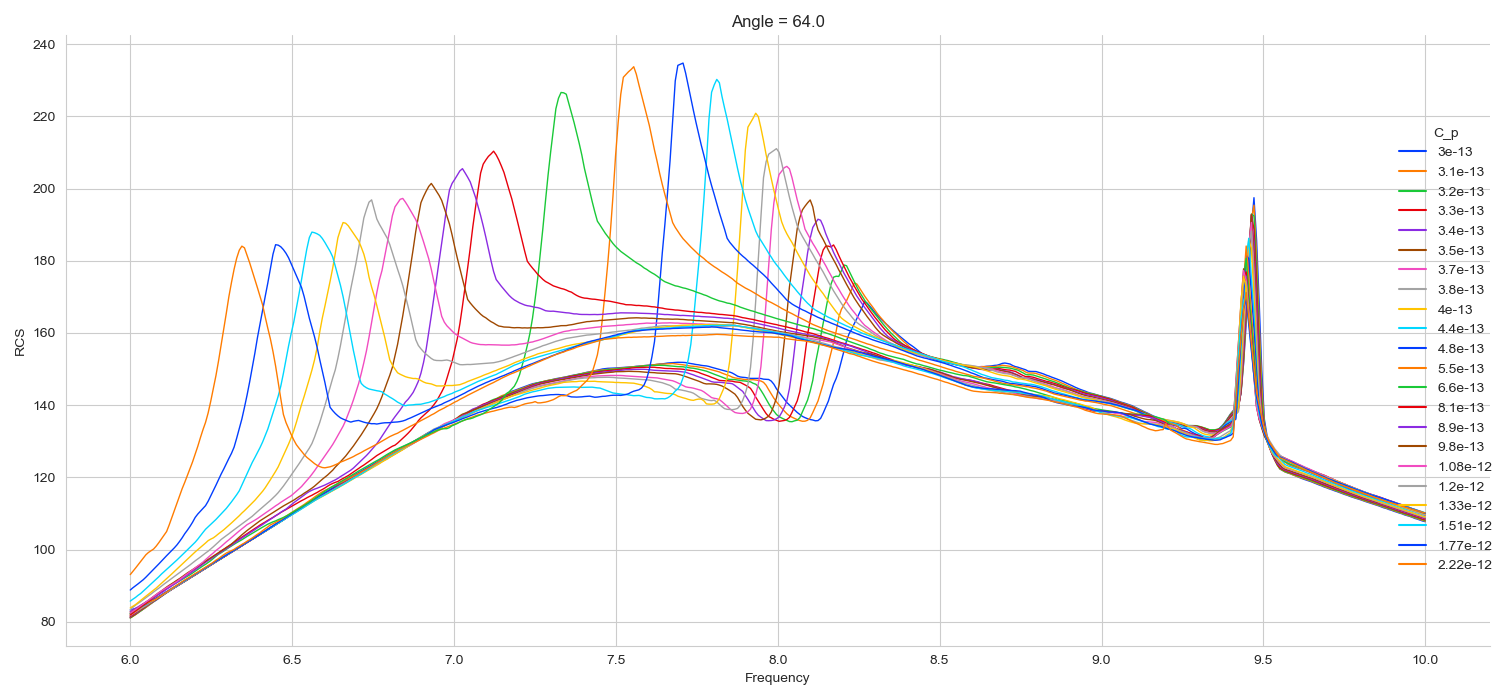 Angle = 64.0
RCS
240
220
200
180
160
140
120
100
80
6.0
6.5
7.0
7.5
8.0
8.5
9.0
9.5
10.0
Frequency
C_p
3e-13
3.1e-13
3.2e-13
3.3e-13
3.4e-13
3.5e-13
3.7e-13
3.8e-13
4e-13
4.4e-13
4.8e-13
5.5e-13
6.6e-13
8.1e-13
8.9e-13
9.8e-13
1.08e-12
1.2e-12
1.33e-12
1.51e-12
1.77e-12
2.22e-12